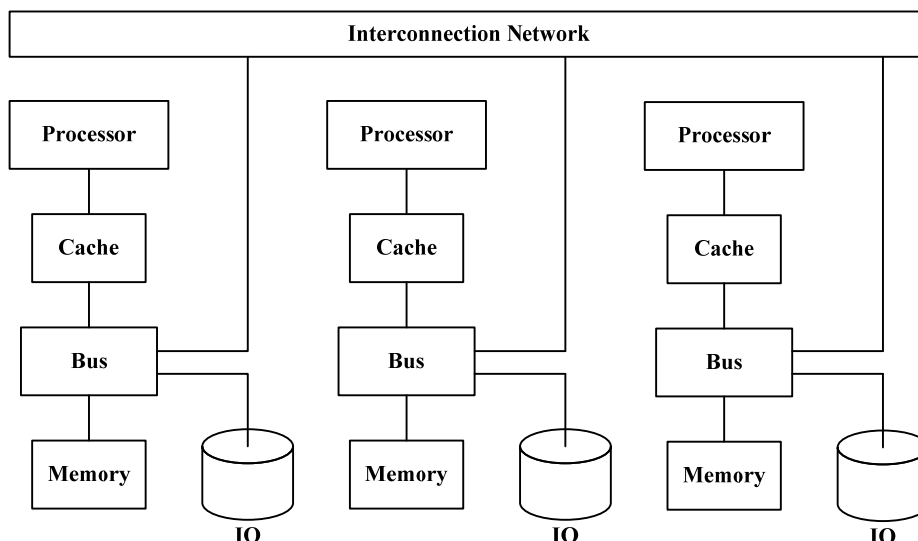 Interconnection Network
Processor
Processor
Processor
Cache
Cache
Cache
Bus
Bus
Bus
Memory
Memory
Memory
IO
IO
IO